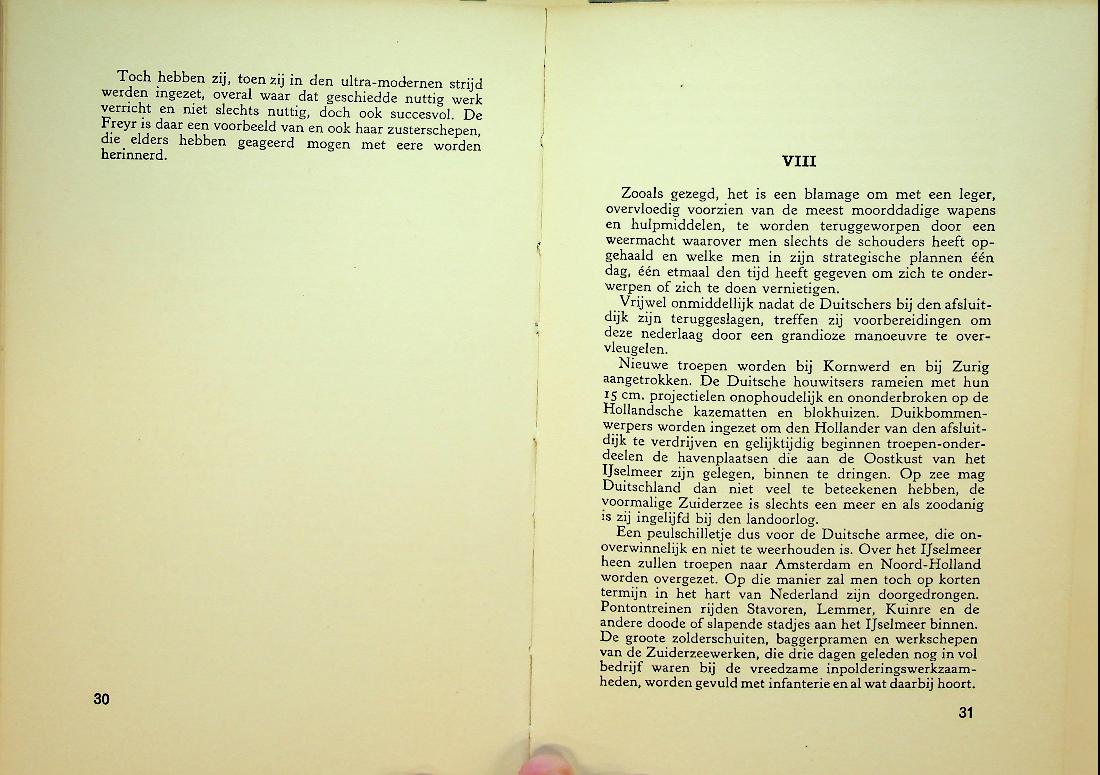 Toch hebben zij, toen zij in den ultra-modernen strijd
werden ingezet, overal waar dat geschiedde nuttig werk
verricht en niet slechts nuttig, doch ook succesvol. De
Freyr is daar een voorbeeld van en ook haar zusterschepen,
die elders hebben geageerd mogen met eere worden
herinnerd.
30
VIII
Zooals gezegd, het is een blamage om met een leger,
overvloedig voorzien van de meest moorddadige wapens
en hulpmiddelen, te worden teruggeworpen door een
weermacht waarover men slechts de schouders heeft op-
gehaald en welke men in zijn strategische plannen één
dag, één etmaal den tijd heeft gegeven om zich te onder-
werpen of zich te doen vernietigen.
Vrijwel onmiddellijk nadat de Duitschers bij den afsluit-
dijk zijn teruggeslagen, treffen zij voorbereidingen om
deze nederlaag door een grandioze manoeuvre te over-
vleugelen.
Nieuwe troepen worden bij Kornwerd en bij Zurig
aangetrokken. De Duitsche houwitsers rameien met hun
15 cm. projectielen onophoudelijk en ononderbroken op de
Hollandsche kazematten en blokhuizen. Duikbommen-
werpers worden ingezet om den Hollander van den afsluit-
dijk te verdrijven en gelijktijdig beginnen troepen-onder-
deelen de havenplaatsen die aan de Oostkust van het
IJselmeer zijn gelegen, binnen te dringen. Op zee mag
Duitschland dan niet veel te beteekenen hebben, de
voormalige Zuiderzee is slechts een meer en als zoodanig
is zij ingelijfd bij den landoorlog.
Een peulschilletje dus voor de Duitsche armee, die on-
overwinnelijk en niet te weerhouden is. Over het IJselmeer
heen zullen troepen naar Amsterdam en Noord-Holland
worden overgezet. Op die manier zal men toch op korten
termijn in het hart van Nederland zijn doorgedrongen.
Pontontreinen rijden Stavoren, Lemmer, Kuinre en de
andere doode of slapende stadjes aan het IJselmeer binnen.
De groote zolderschuiten, baggerpramen en werkschepen
van de Zuiderzeewerken, die drie dagen geleden nog in vol
bedrijf waren bij de vreedzame inpolderingswerkzaam-
heden, worden gevuld met infanterie en al wat daarbij hoort.
31